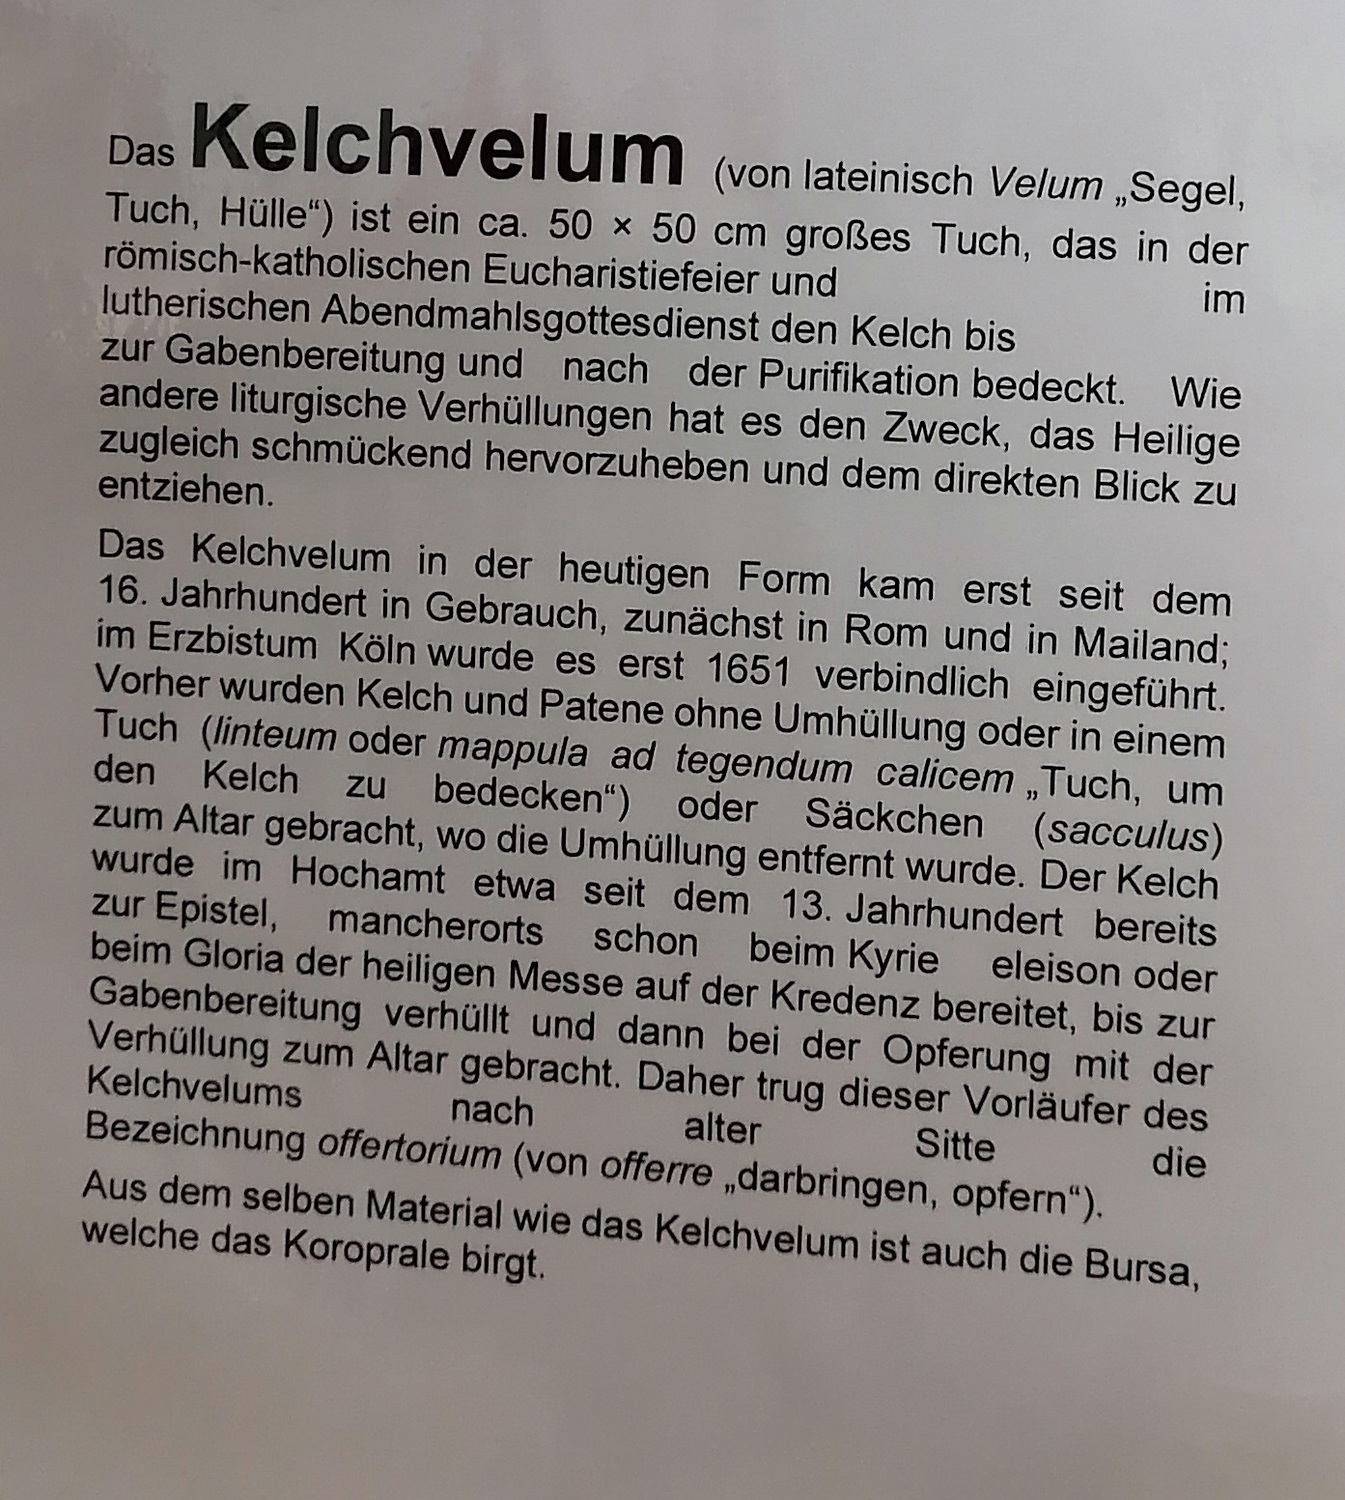 Das Kelchvelum (von lateinisch Velum „Segel,
Tuch, Hülle“) ist ein ca. 50 × 50 cm großes Tuch, das in der
römisch-katholischen Eucharistiefeier und im
lutherischen Abendmahlsgottesdienst den Kelch bis
zur Gabenbereitung und nach der Purifikation bedeckt. Wie
andere liturgische Verhüllungen hat es den Zweck, das Heilige
zugleich schmückend hervorzuheben und dem direkten Blick zu
entziehen.
Das Kelchvelum in der heutigen Form kam erst seit dem
16. Jahrhundert in Gebrauch, zunächst in Rom und in Mailand;
im Erzbistum Köln wurde es erst 1651 verbindlich eingeführt.
Vorher wurden Kelch und Patene ohne Umhüllung oder in einem
Tuch (linteum oder mappula ad tegendum calicem „Tuch, um
den Kelch zu bedecken“) oder Säckchen (sacculus)
zum Altar gebracht, wo die Umhüllung entfernt wurde. Der Kelch
wurde im Hochamt etwa seit dem 13. Jahrhundert bereits
zur Epistel, mancherorts schon beim Kyrie eleison oder
beim Gloria der heiligen Messe auf der Kredenz bereitet, bis zur
Gabenbereitung verhüllt und dann bei der Opferung mit der
Verhüllung zum Altar gebracht. Daher trug dieser Vorläufer des
Kelchvelums nach alter Sitte die
Bezeichnung offertorium (von offerre „darbringen, opfern“).
Aus dem selben Material wie das Kelchvelum ist auch die Bursa,
welche das Koroprale birgt.